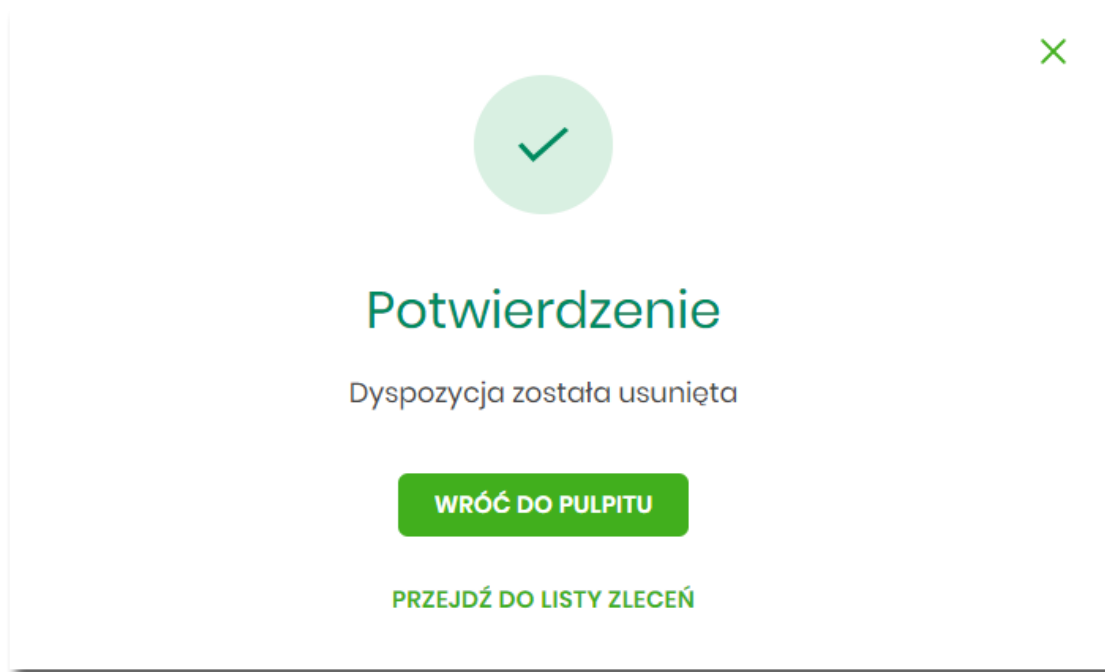 Potwierdzenie
Dyspozycja została usunięta
WRÓĆ DO PULPITU
PRZEJDŹ DO LISTY ZLECEŃ